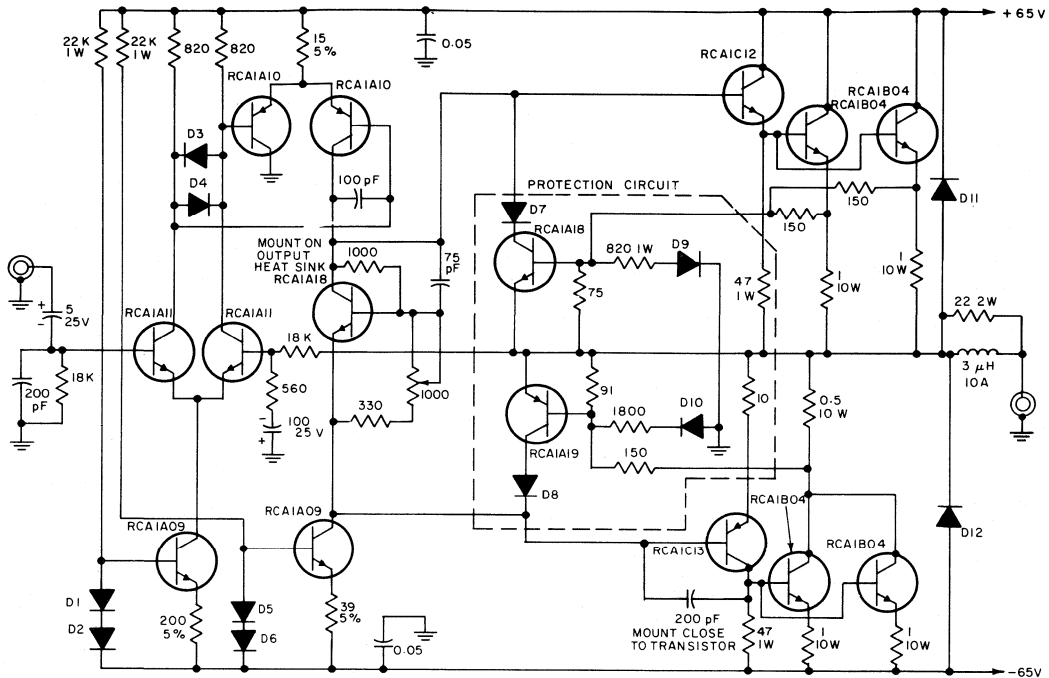 +65V
22K
1W
22K
1W
820
820
15
5%
0.05
RCA1C12
RCA1A10
RCA1A10
RCA1B04
RCA1B04
D3
D4
100 pF
PROTECTION CIRCUIT
D7
RCA1A18
150
150
D11
MOUNT ON
OUTPUT
HEAT SINK
RCA1A18
1000
75
pF
820 1W
D9
75
47
1W
1
10W
1
10W
22 2W
5
25V
RCA1A11
RCA1A11
18K
3 μH
10A
200
pF
18K
560
100
25 V
330
1000
91
1800
D10
10
0.5
10 W
RCA1A19
150
D8
RCA1A09
RCA1A09
RCA1B04
RCA1C13
RCA1B04
D12
D1
D2
200
5%
D5
D6
39
5%
0.05
200 pF
MOUNT CLOSE
TO TRANSISTOR
47
1W
1
10W
1
10W
-65V